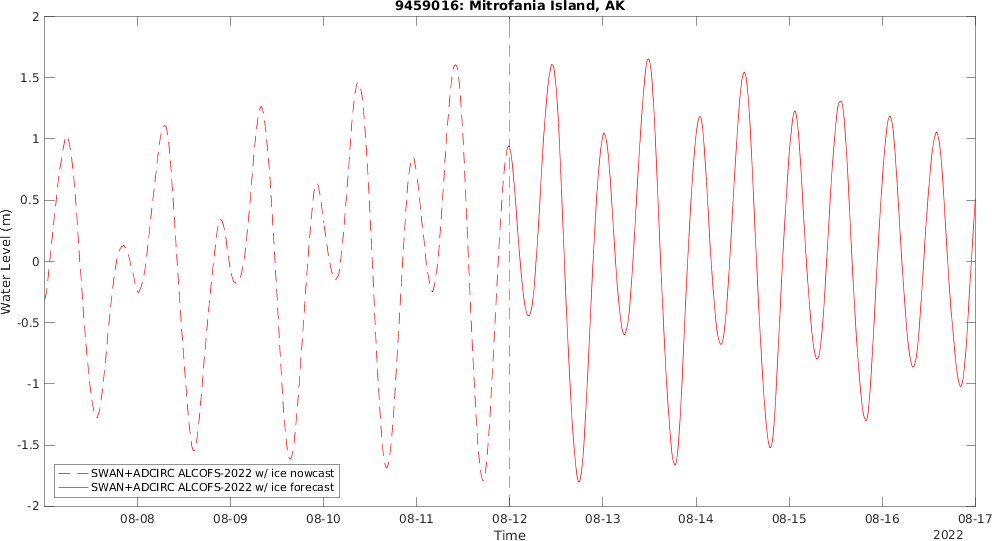 9459016: Mitrofania Island, AK
2
1.5
1
0.5
0
-0.5
-1
-1.5
-2
Water Level (m)
SWAN+ADCIRC ALCOFS-2022 w/ ice nowcast
SWAN+ADCIRC ALCOFS-2022 w/ ice forecast
08-08 08-09 08-10 08-11 08-12 08-13 08-14 08-15 08-16 08-17
Time
2022